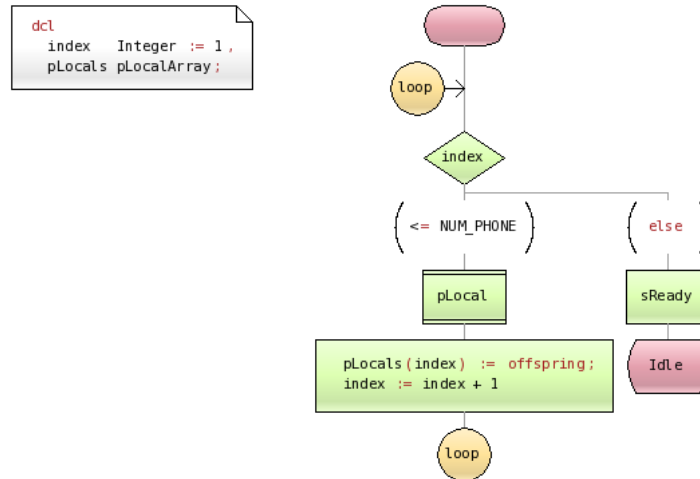 dcl
index Integer := 1 ,
pLocals pLocalArray;
loop
index
<= NUM_PHONE
else
pLocal
sReady
pLocals(index) := offspring;
index := index + 1
Idle
loop